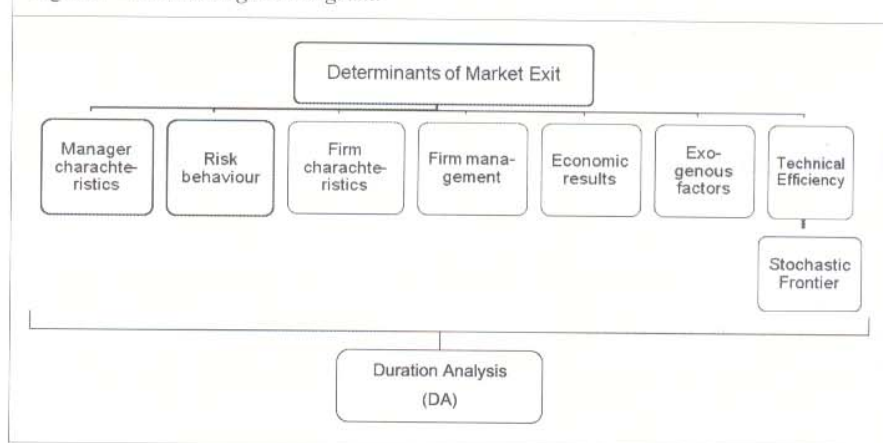 Determinants of Market Exit
Manager
charachte-
ristics
Risk
behaviour
Firm
charachte-
ristics
Firm mana-
gement
Economic
results
Exo-
genous
factors
Technical
Efficiency
Stochastic
Frontier
Duration Analysis
(DA)